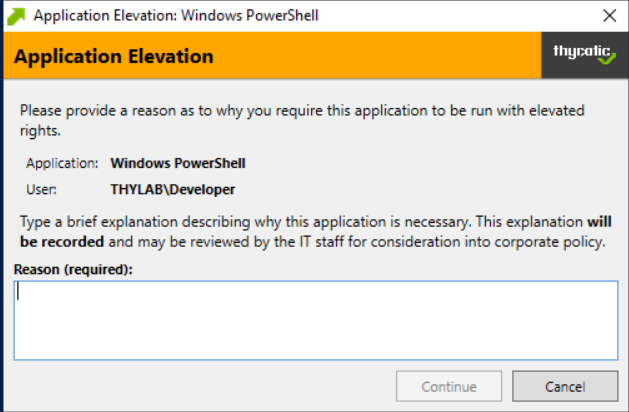 Application Elevation: Windows PowerShell
Application Elevation
thycotic
Please provide a reason as to why you require this application to be run with elevated
rights.
Application: Windows PowerShell
User: THYLAB\Developer
Type a brief explanation describing why this application is necessary. This explanation will
be recorded and may be reviewed by the IT staff for consideration into corporate policy.
Reason (required):
Continue Cancel